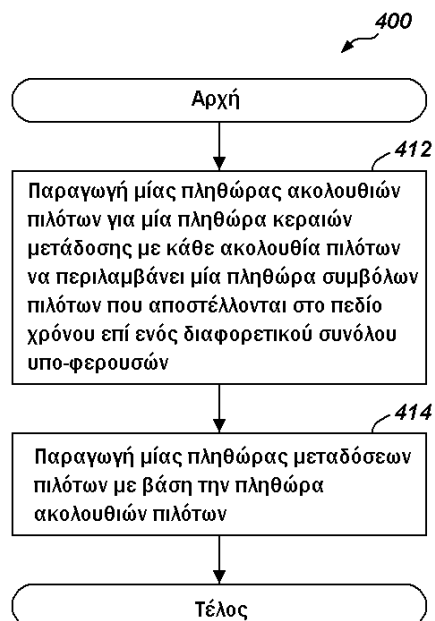 400
Αρχή
412
Παραγωγή μίας πληθώρας ακολουθιών
πιλότων για μία πληθώρα κεραιών
μετάδοσης με κάθε ακολουθία πιλότων
να περιλαμβάνει μία πληθώρα συμβόλων
πιλότων που αποστέλλονται στο πεδίο
χρόνου επί ενός διαφορετικού συνόλου
υπο-φερουσών
414
Παραγωγή μίας πληθώρας μεταδόσεων
πιλότων με βάση την πληθώρα
ακολουθιών πιλότων
Τέλος